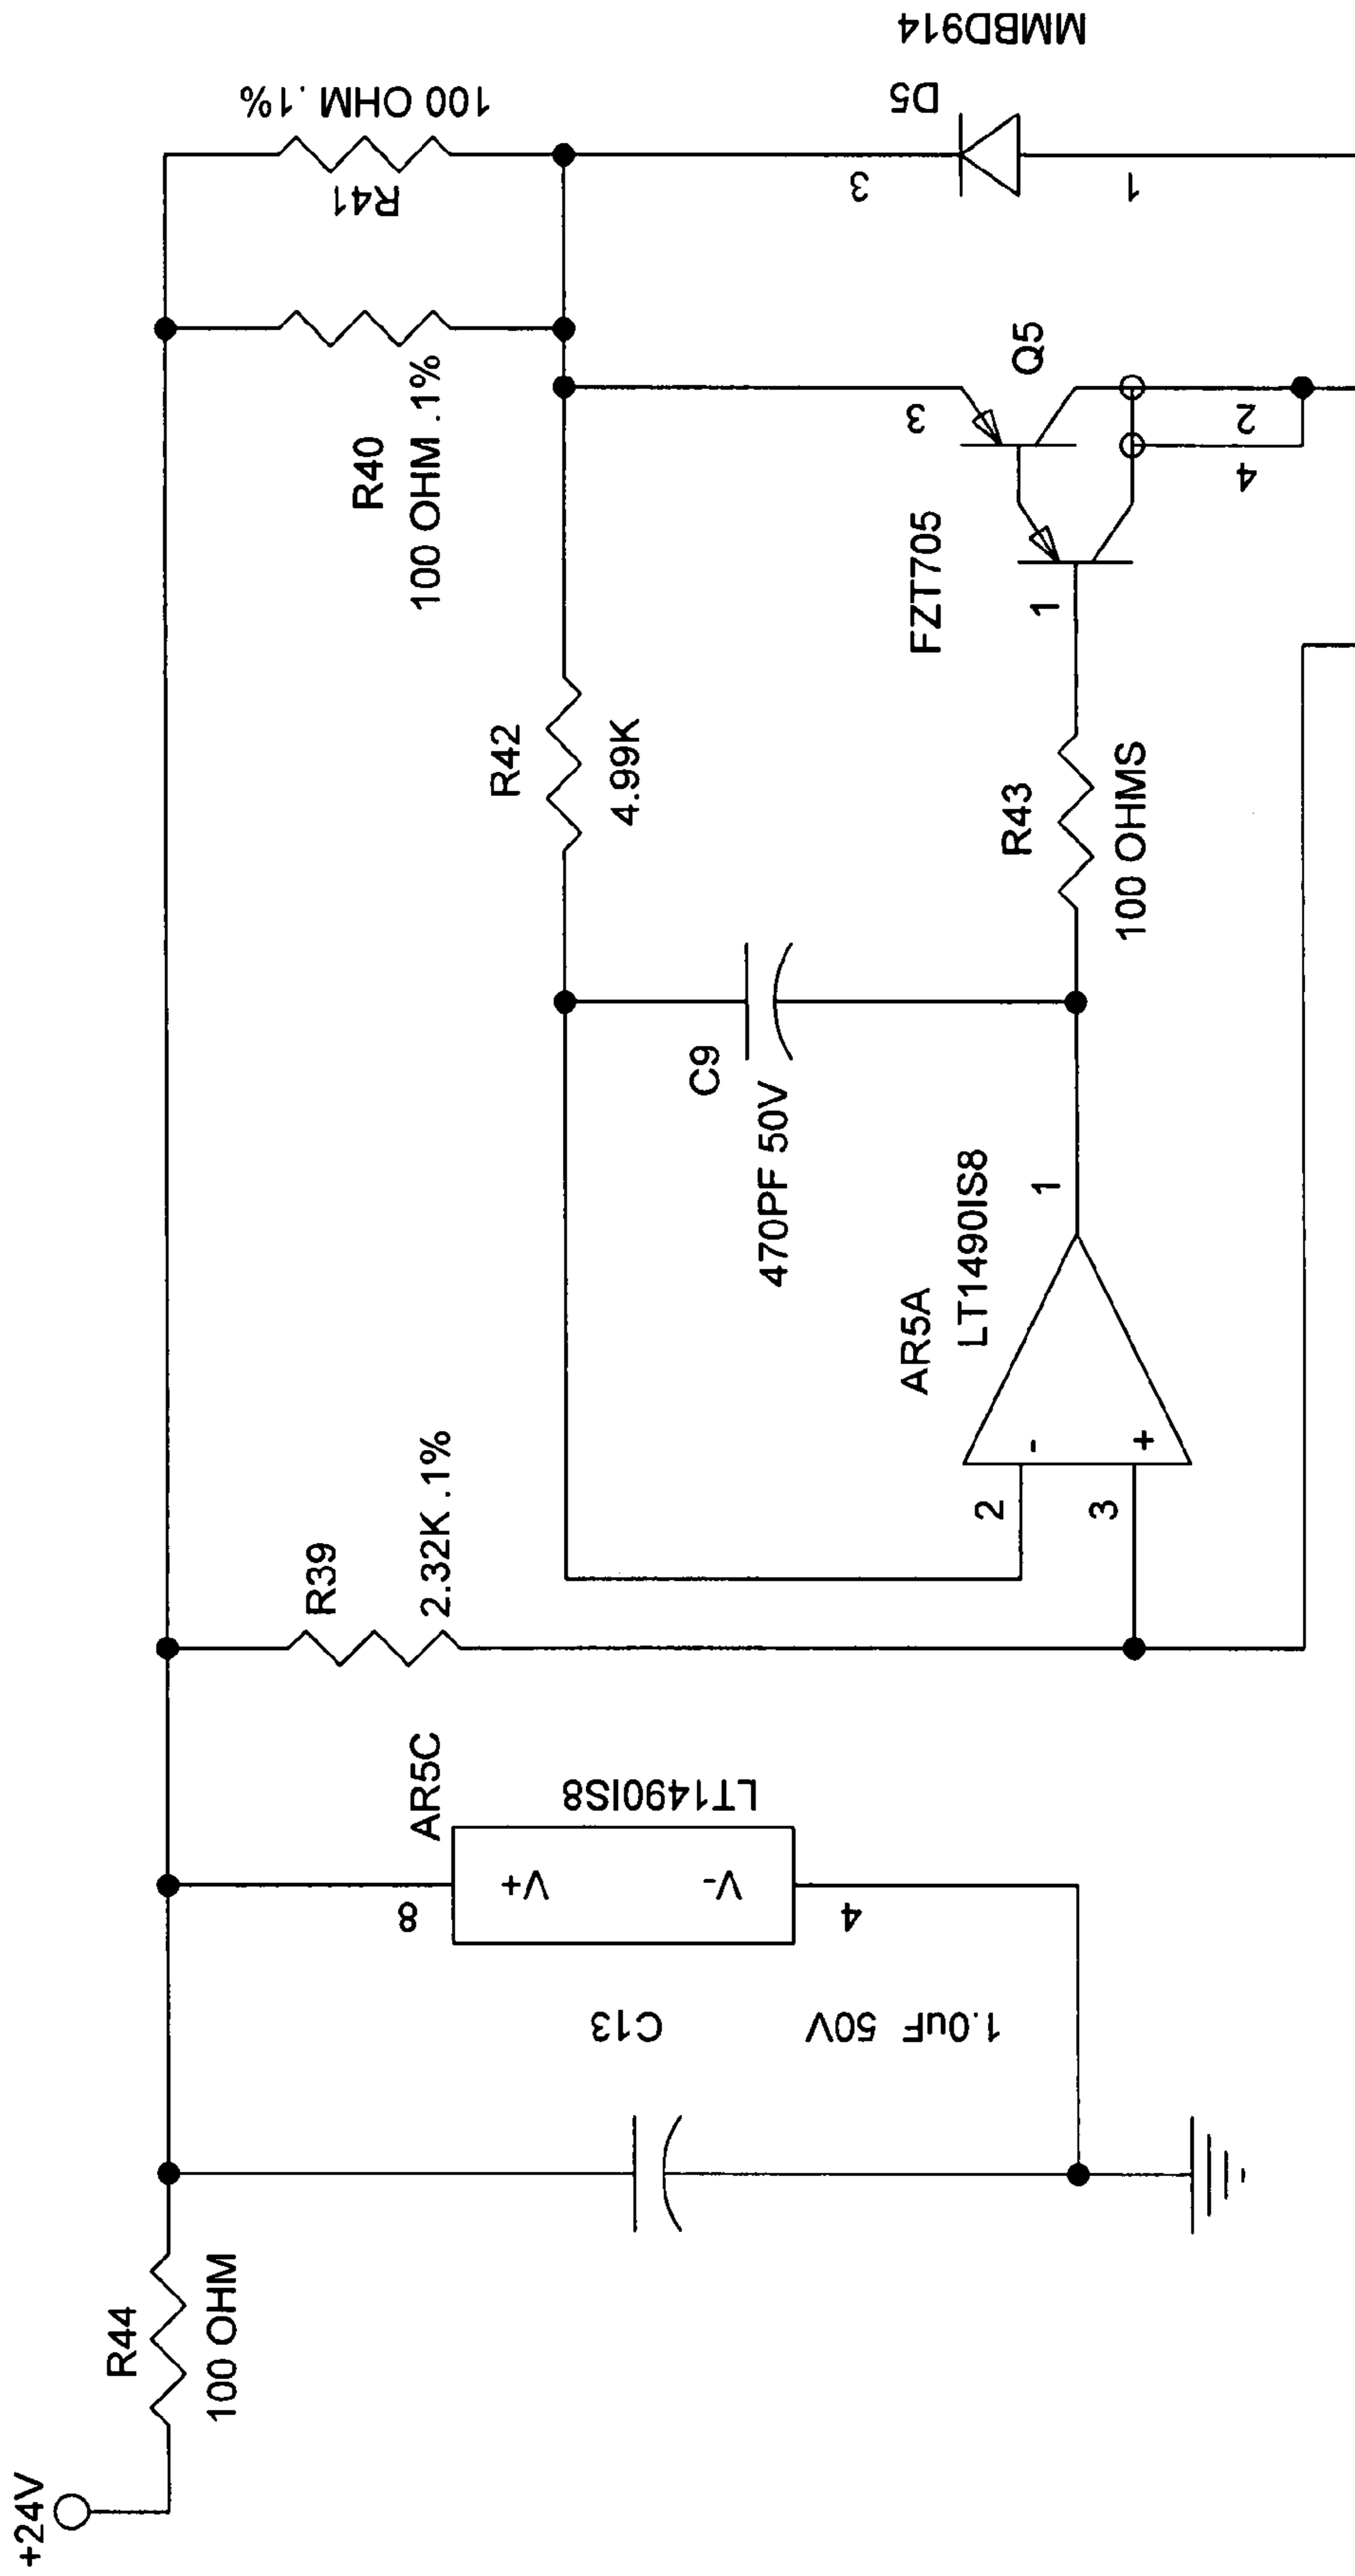 +24V
R44
100 OHM
C13
1.0uF 50V
AR5C
LT1490IS8
8
V+
V-
4
R39
2.32K .1%
AR5A
LT1490IS8
2
-
3
+
1
C9
470PF 50V
R42
4.99K
R43
100 OHMS
R40
100 OHM .1%
R41
100 OHM .1%
FZT705
Q5
1
3
4
2
D5
MMBD914
3
1